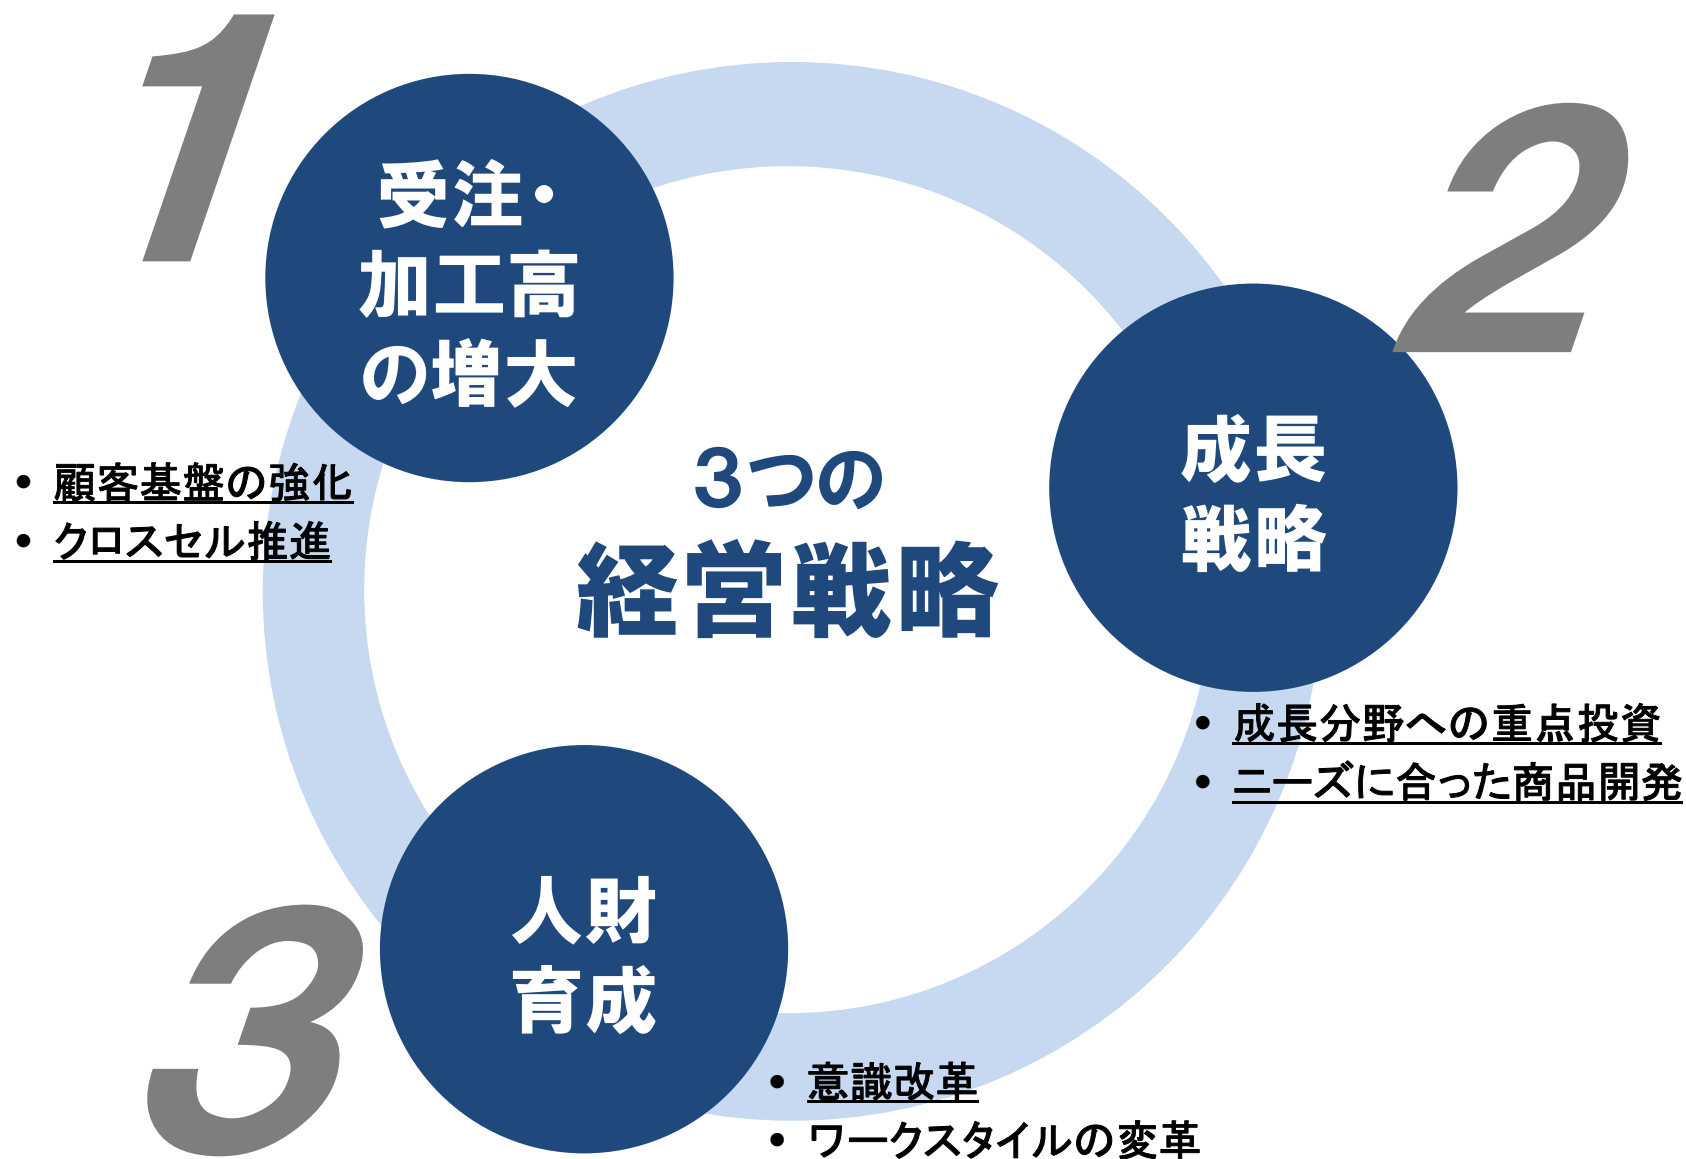 1
受注・
加工高
の増大
• 顧客基盤の強化
• クロスセル推進
3つの
経営戦略
2
成長
戦略
• 成長分野への重点投資
• ニーズに合った商品開発
3
人財
育成
• 意識改革
• ワークスタイルの変革